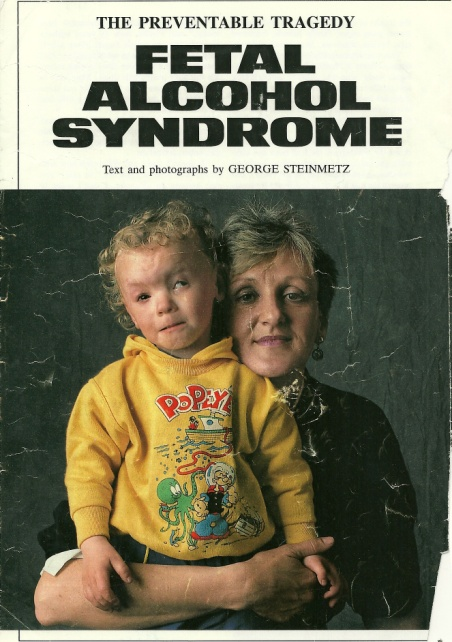 THE PREVENTABLE TRAGEDY
FETAL
ALCOHOL
SYNDROME
Text and photographs by GEORGE STEINMETZ
POPEYE